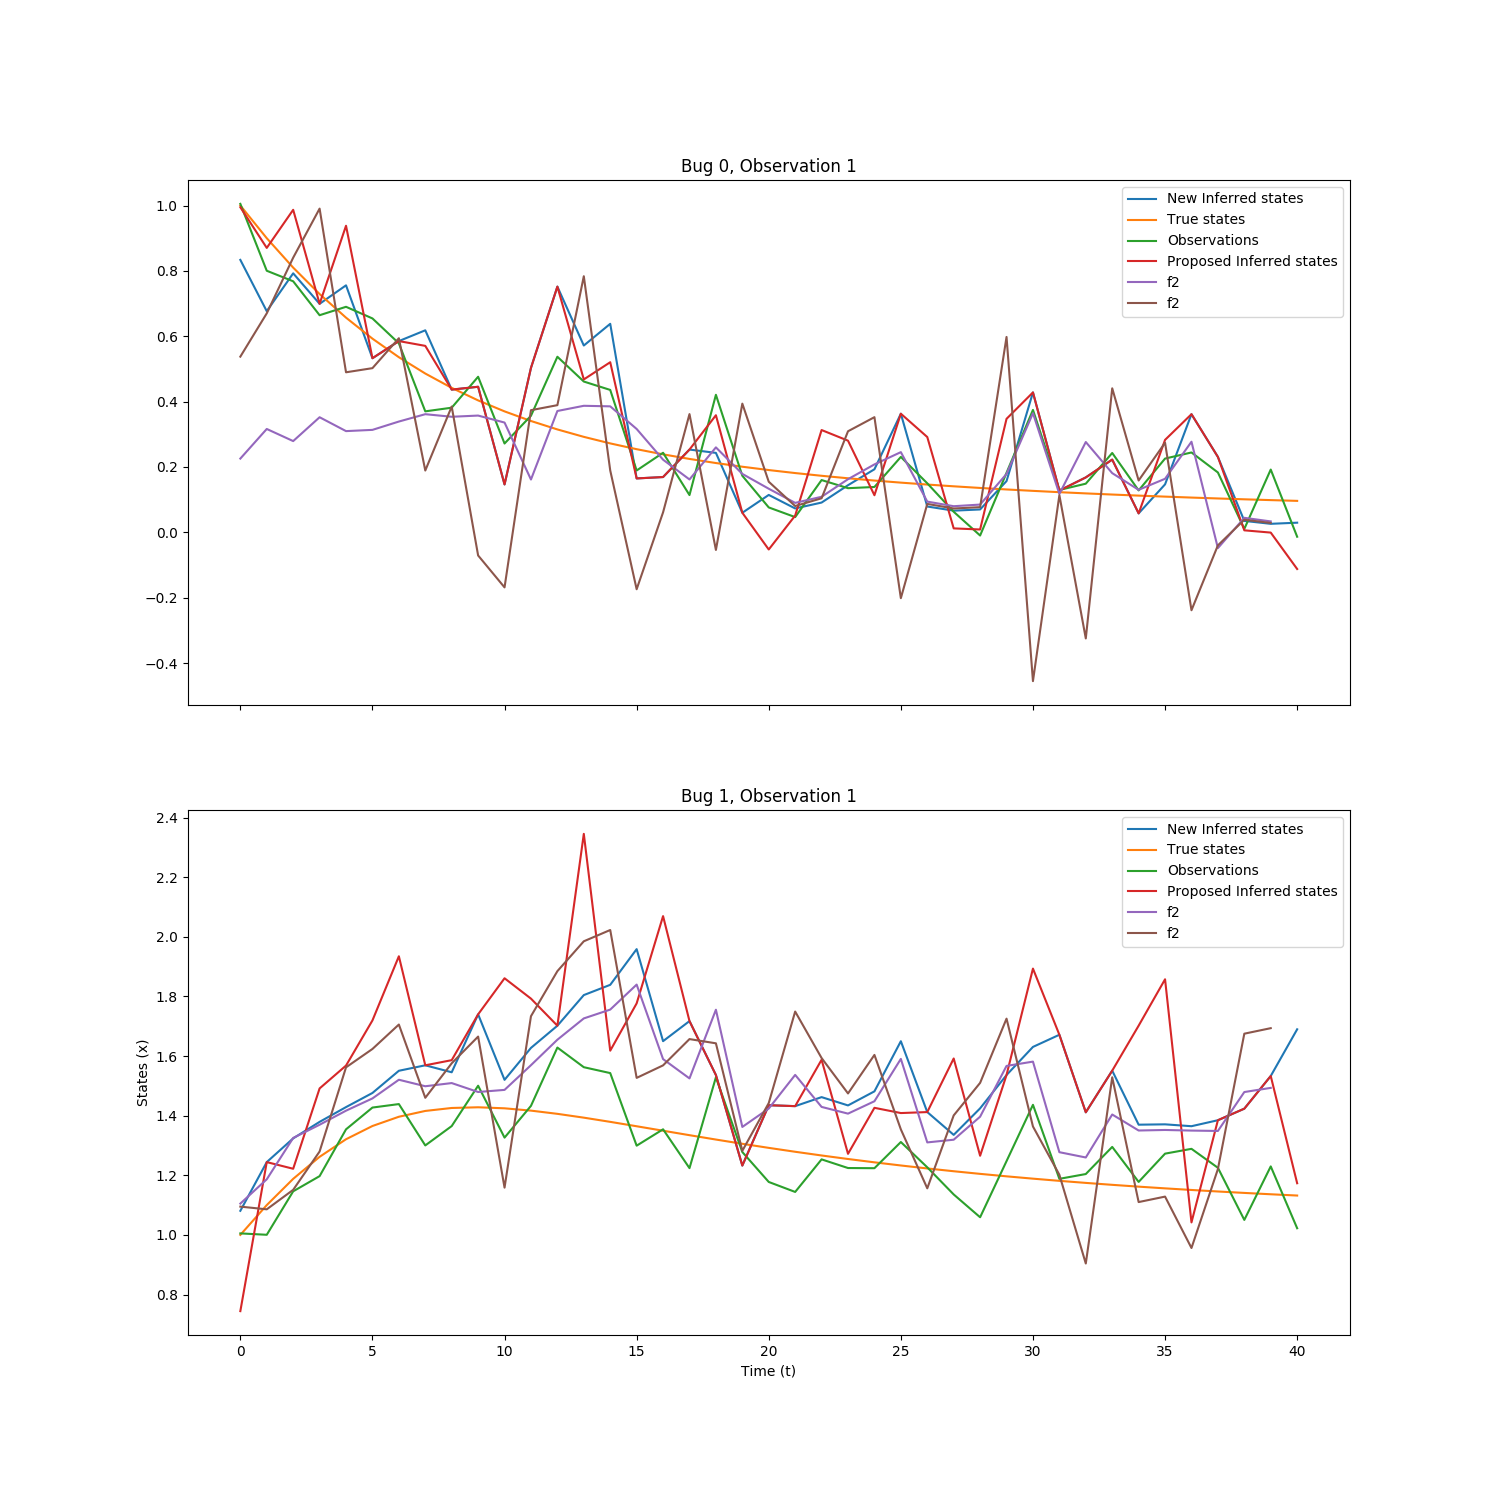 Bug 0, Observation 1
1.0
0.8
0.6
0.4
0.2
0.0
−0.2
−0.4
New Inferred states
True states
Observations
Proposed Inferred states
f2
f2
Bug 1, Observation 1
2.4
2.2
2.0
1.8
1.6
1.4
1.2
1.0
0.8
States (x)
New Inferred states
True states
Observations
Proposed Inferred states
f2
f2
0 5 10 15 20 25 30 35 40
Time (t)